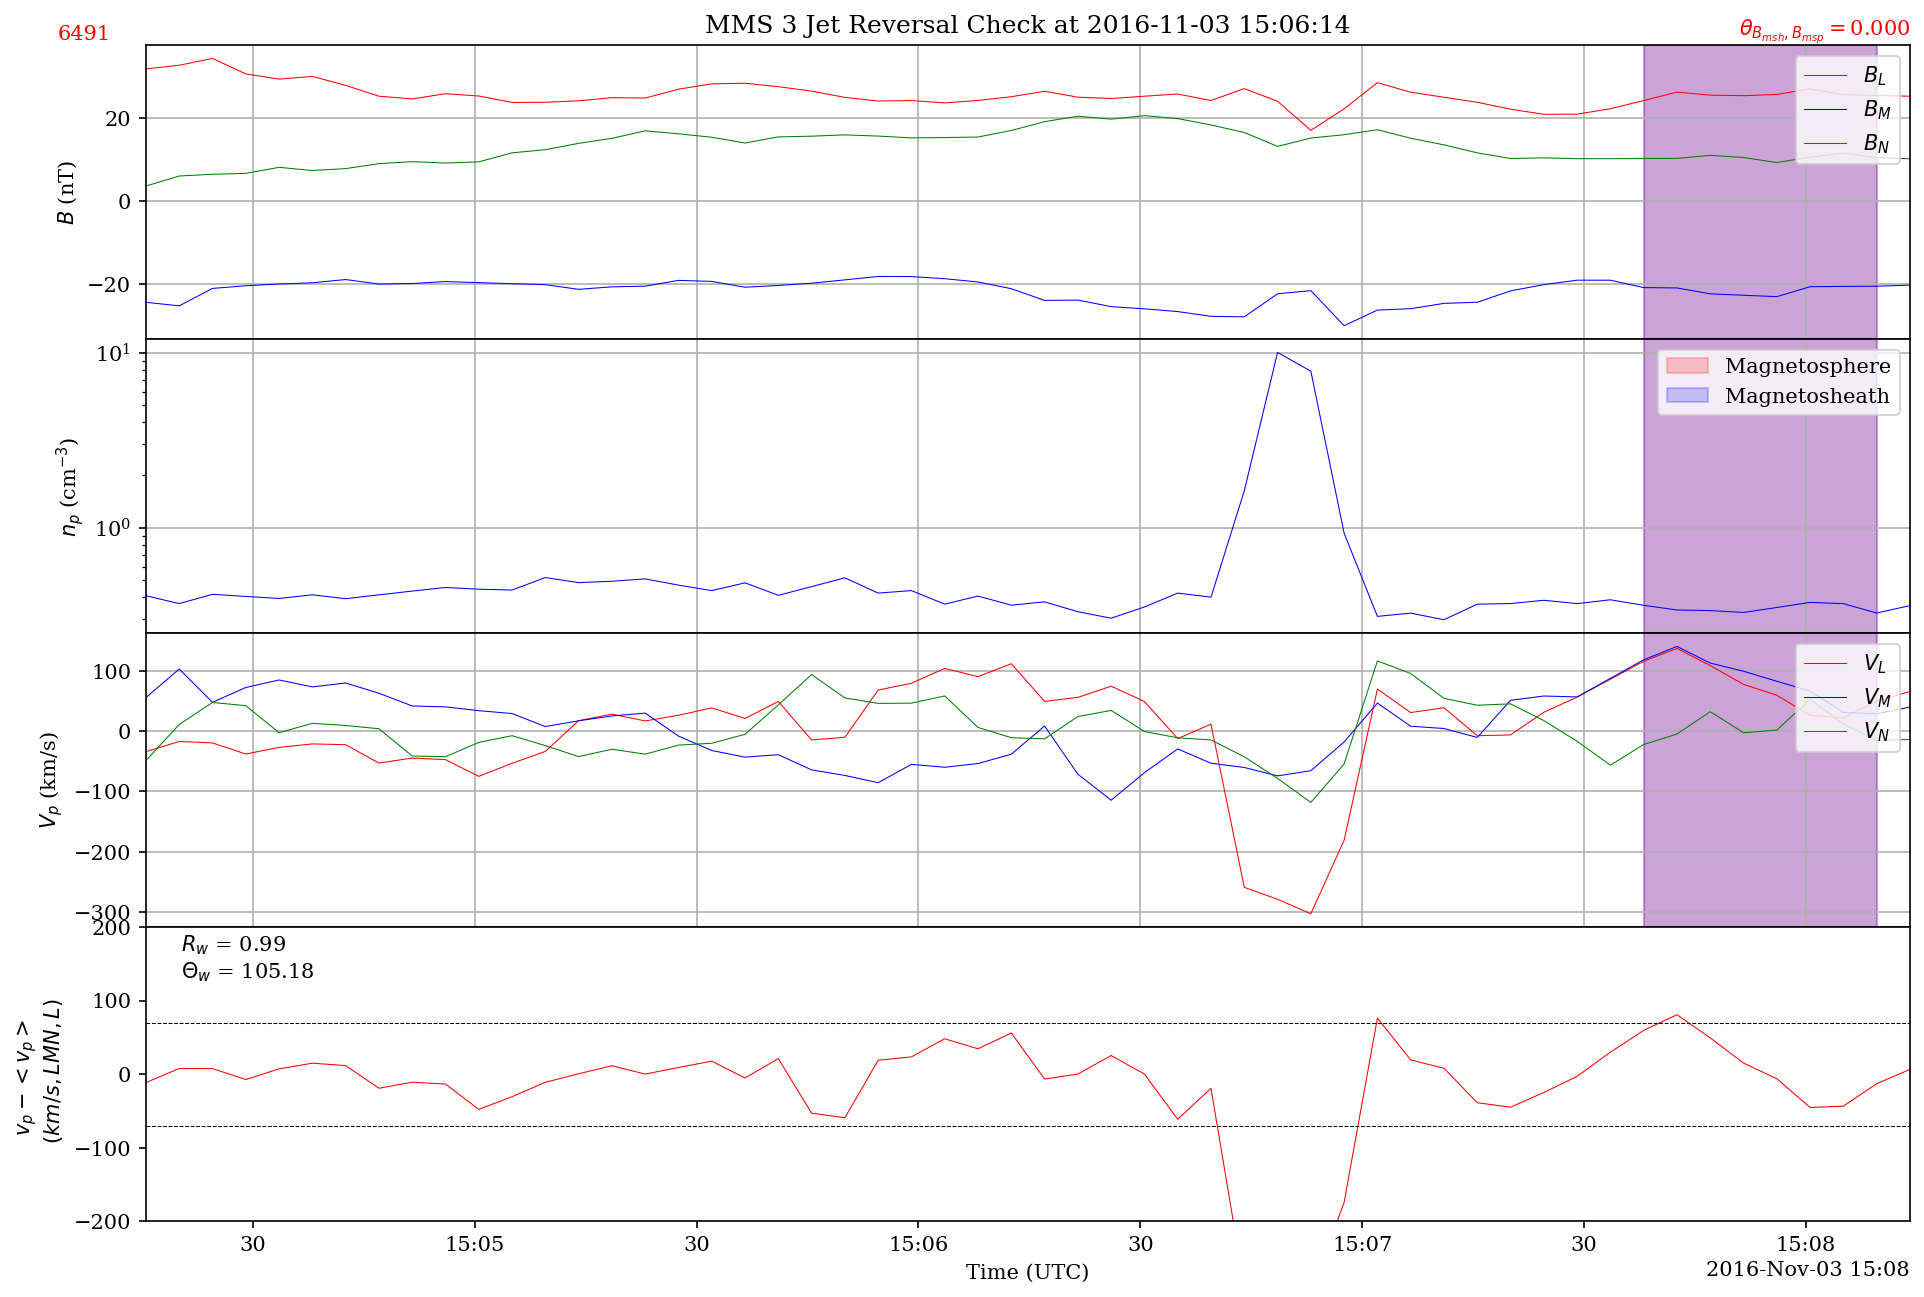 6491
MMS 3 Jet Reversal Check at 2016-11-03 15:06:14
θ_{B_{msh}, B_{msp}} = 0.000
B (nT)
20
0
−20
B_L
B_M
B_N
n_p (cm^{−3})
10^1
10^0
Magnetosphere
Magnetosheath
V_p (km/s)
100
0
−100
−200
−300
V_L
V_M
V_N
v_p − < v_p >
(km/s, LMN, L)
200
100
0
−100
−200
R_w = 0.99
Θ_w = 105.18
30 15:05 30 15:06 30 15:07 30 15:08
Time (UTC)
2016-Nov-03 15:08